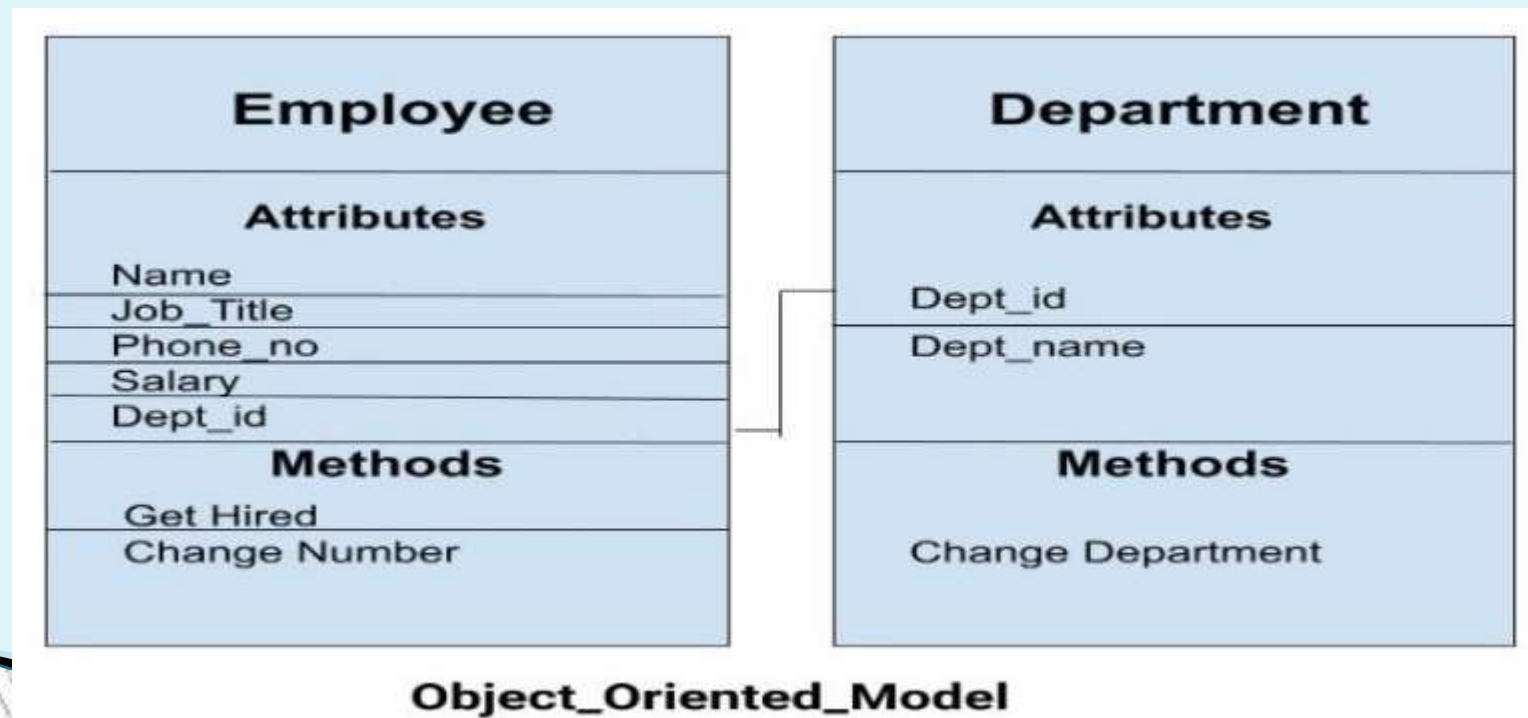 Employee
Attributes
Name
Job_Title
Phone_no
Salary
Dept_id
Methods
Get Hired
Change Number
Department
Attributes
Dept_id
Dept_name
Methods
Change Department
Object_Oriented_Model